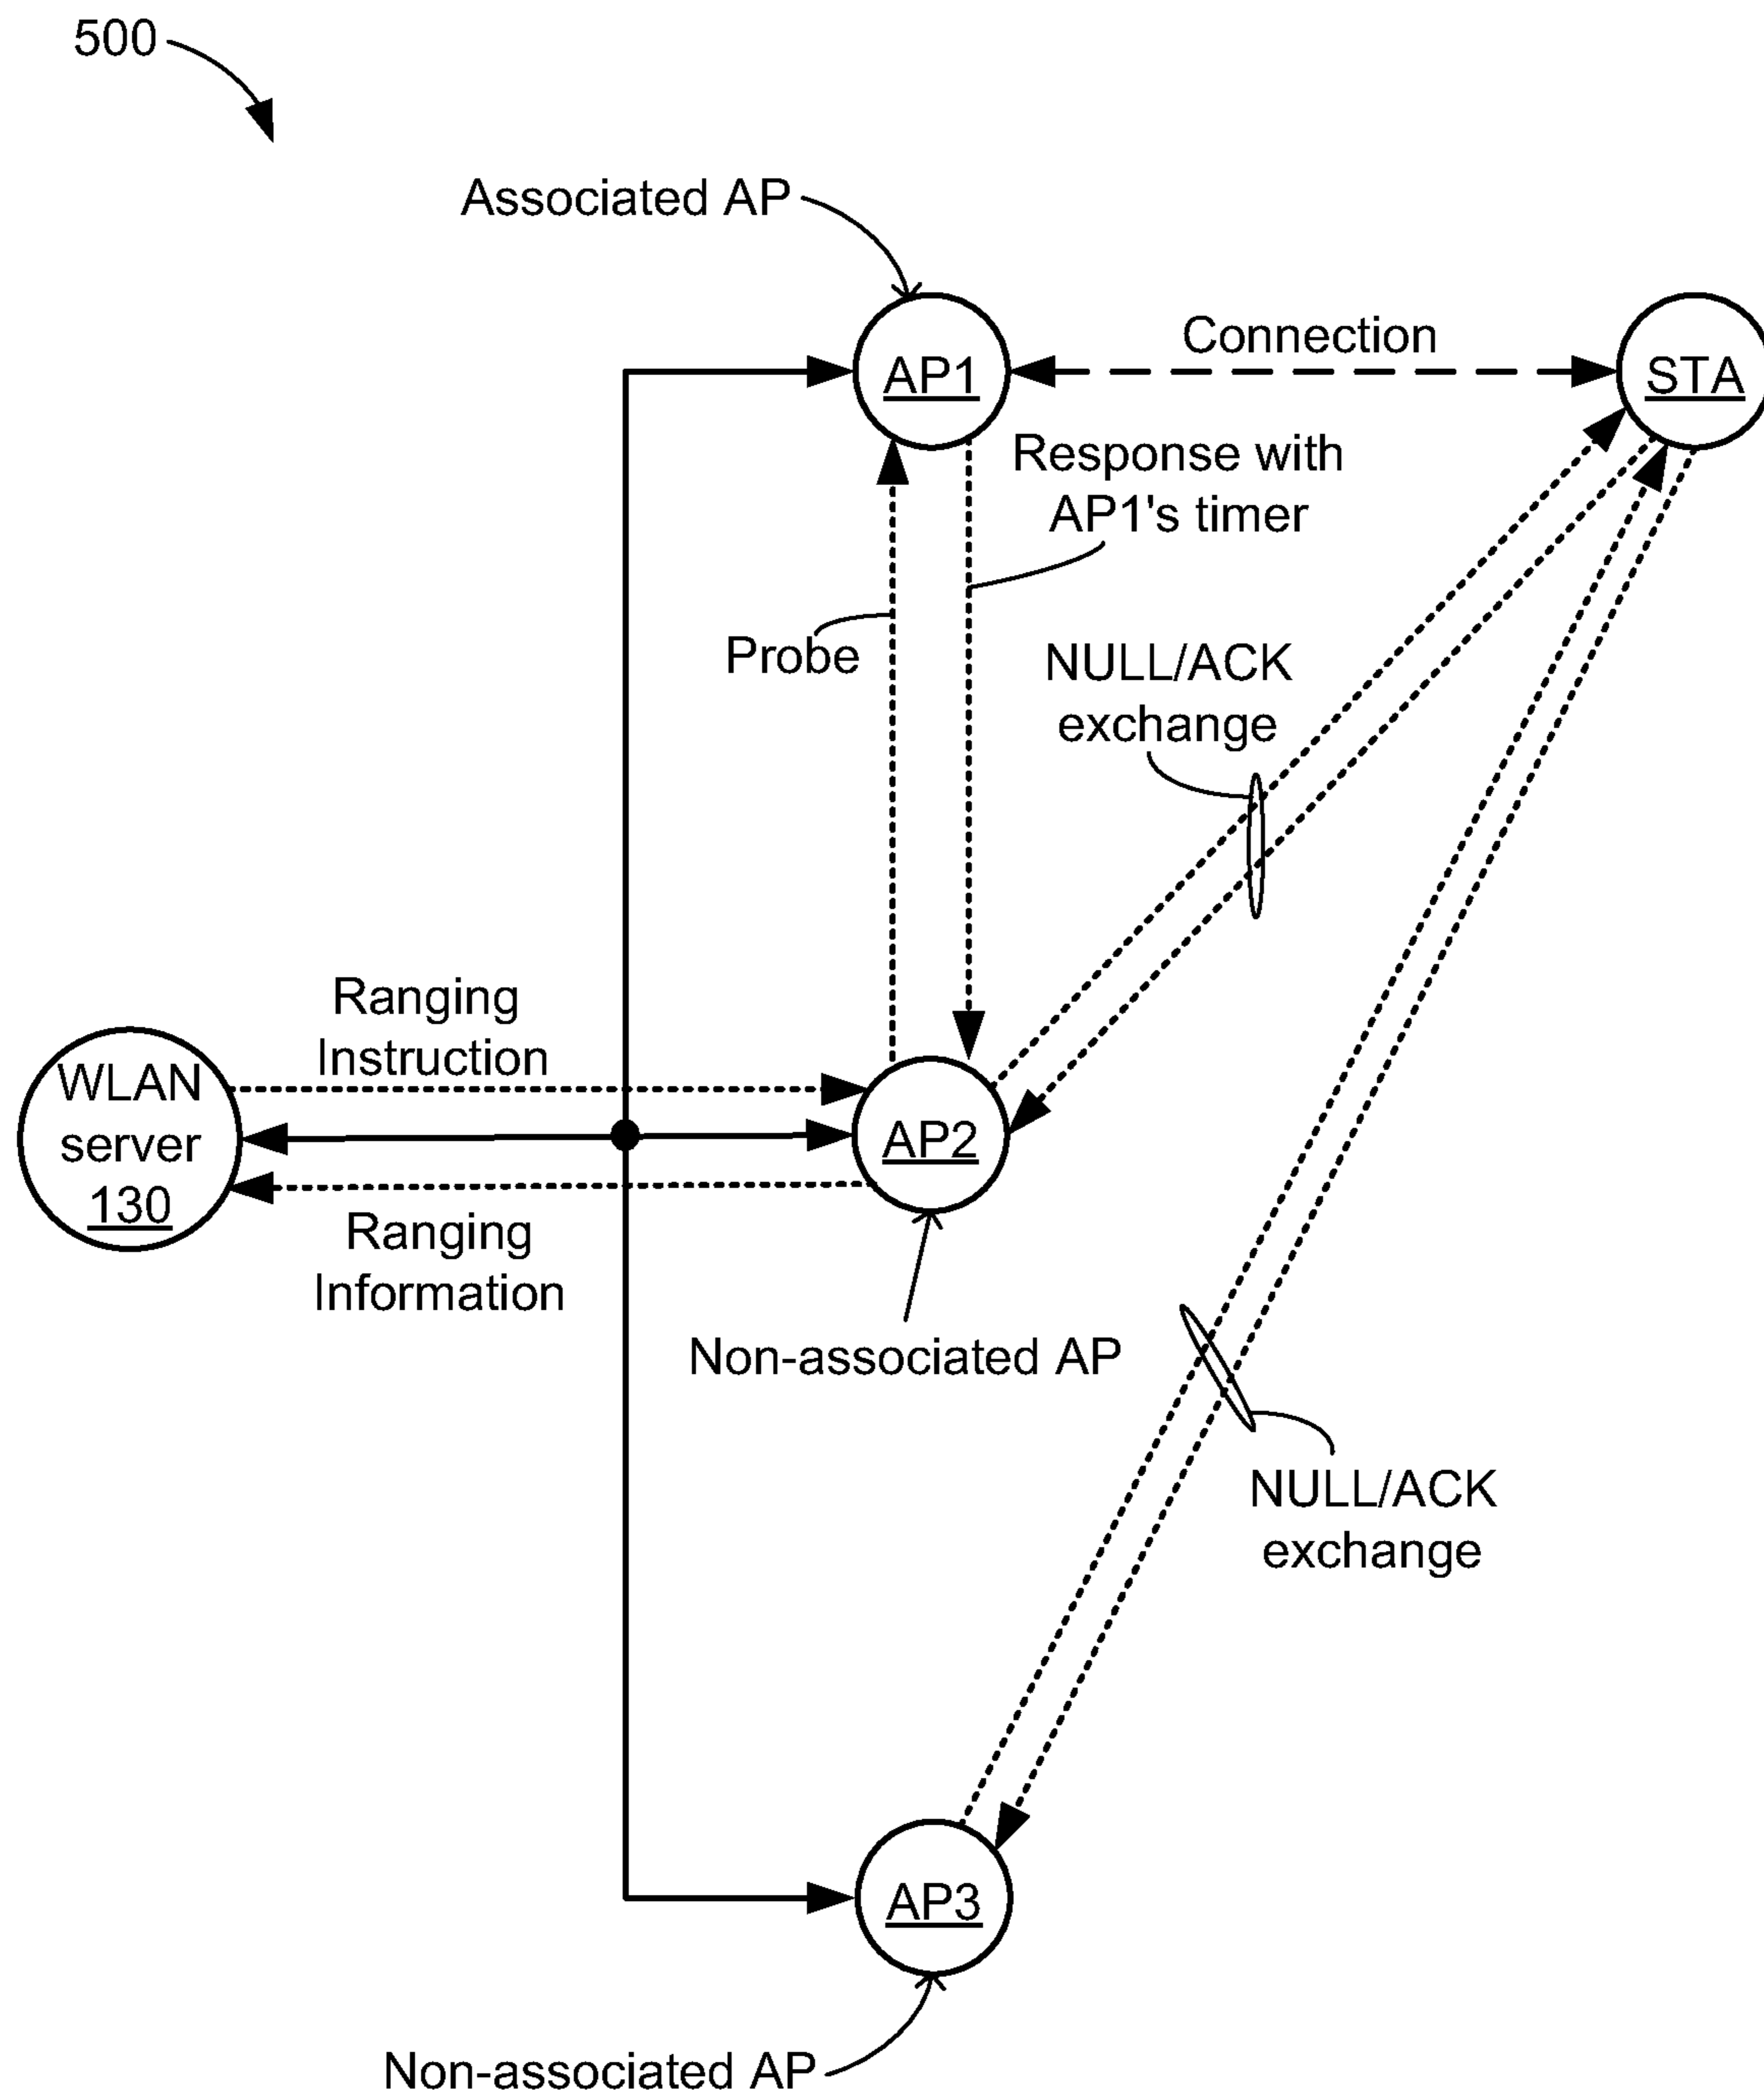 500
Associated AP
Connection
AP1
STA
Response with
AP1's timer
Probe
NULL/ACK
exchange
Ranging
Instruction
WLAN
server
130
AP2
Ranging
Information
Non-associated AP
NULL/ACK
exchange
AP3
Non-associated AP